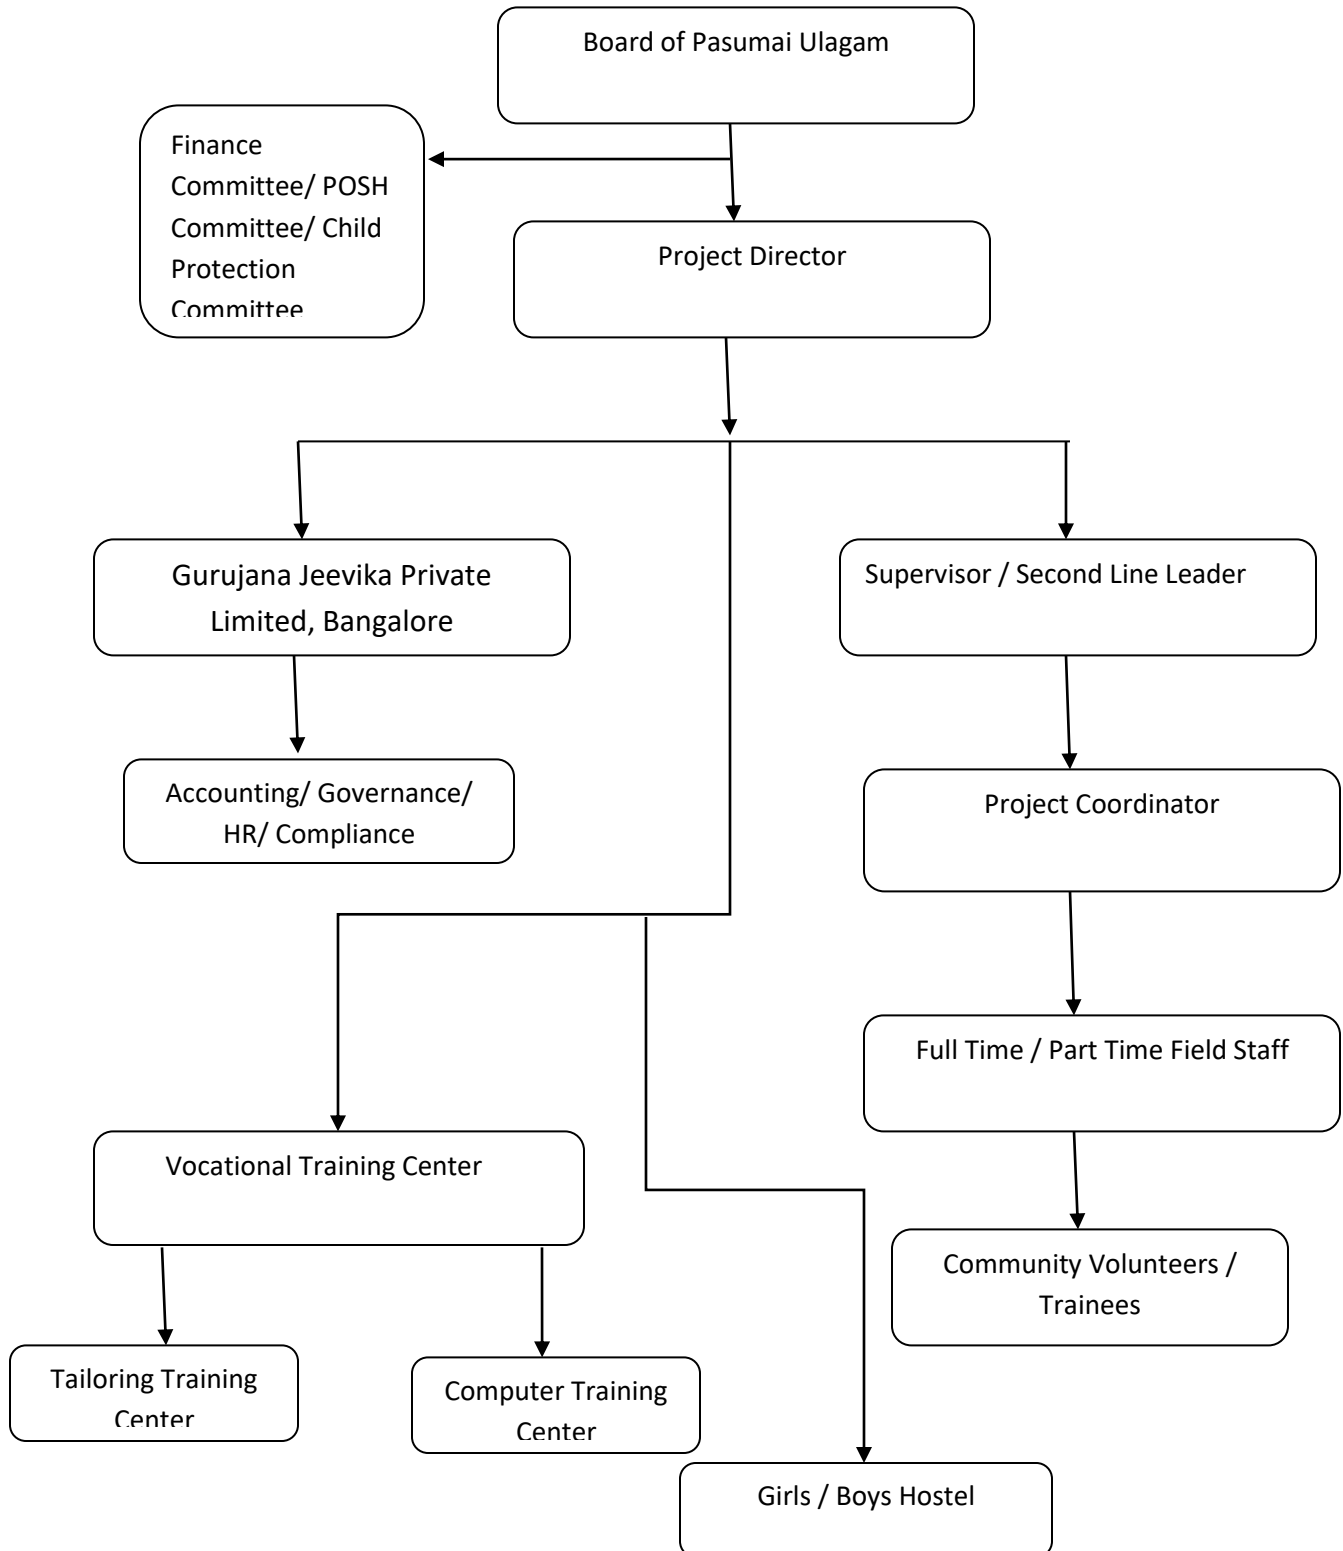 Board of Pasumai Ulagam
Finance
Committee/ POSH
Committee/ Child
Protection
Committee
Project Director
Gurujana Jeevika Private
Limited, Bangalore
Supervisor / Second Line Leader
Accounting/ Governance/
HR/ Compliance
Project Coordinator
Full Time / Part Time Field Staff
Vocational Training Center
Community Volunteers /
Trainees
Tailoring Training
Center
Computer Training
Center
Girls / Boys Hostel